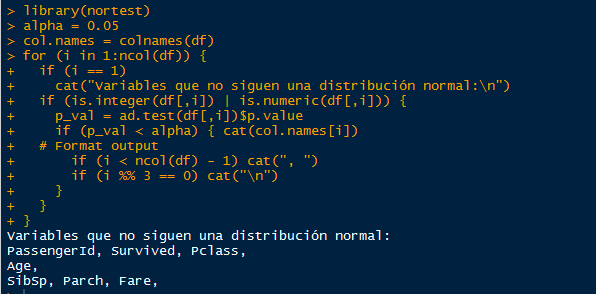 > library(nortest)
> alpha = 0.05
> col.names = colnames(df)
> for (i in 1:ncol(df)) {
+   if (i == 1)
+     cat("Variables que no siguen una distribución normal:\n")
+   if (is.integer(df[,i]) | is.numeric(df[,i])) {
+     p_val = ad.test(df[,i])$p.value
+     if (p_val < alpha) { cat(col.names[i])
+   # Format output
+       if (i < ncol(df) - 1) cat(", ")
+       if (i %% 3 == 0) cat("\n")
+     }
+   }
+ }
Variables que no siguen una distribución normal:
PassengerId, Survived, Pclass,
Age,
SibSp, Parch, Fare,
>